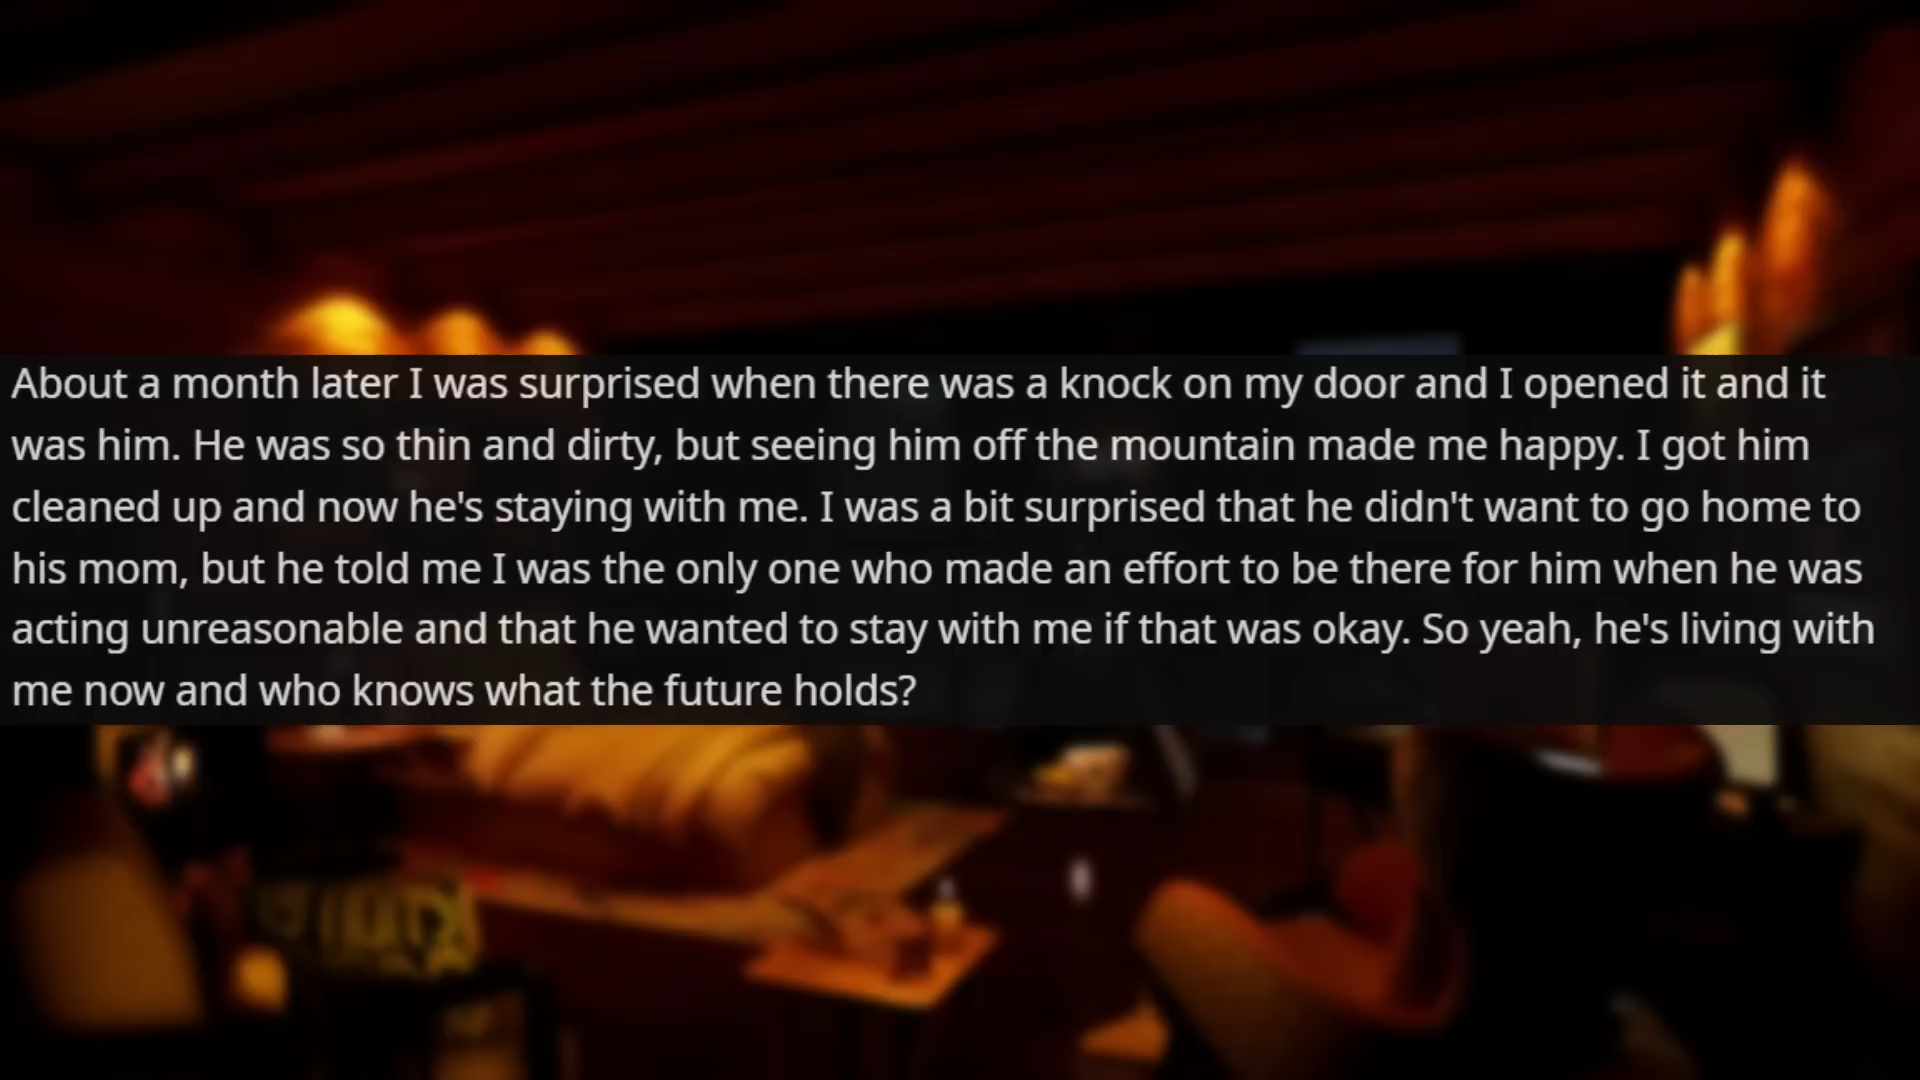 About a month later I was surprised when there was a knock on my door and I opened it and it
was him. He was so thin and dirty, but seeing him off the mountain made me happy. I got him
cleaned up and now he's staying with me. I was a bit surprised that he didn't want to go home to
his mom, but he told me I was the only one who made an effort to be there for him when he was
acting unreasonable and that he wanted to stay with me if that was okay. So yeah, he's living with
me now and who knows what the future holds?